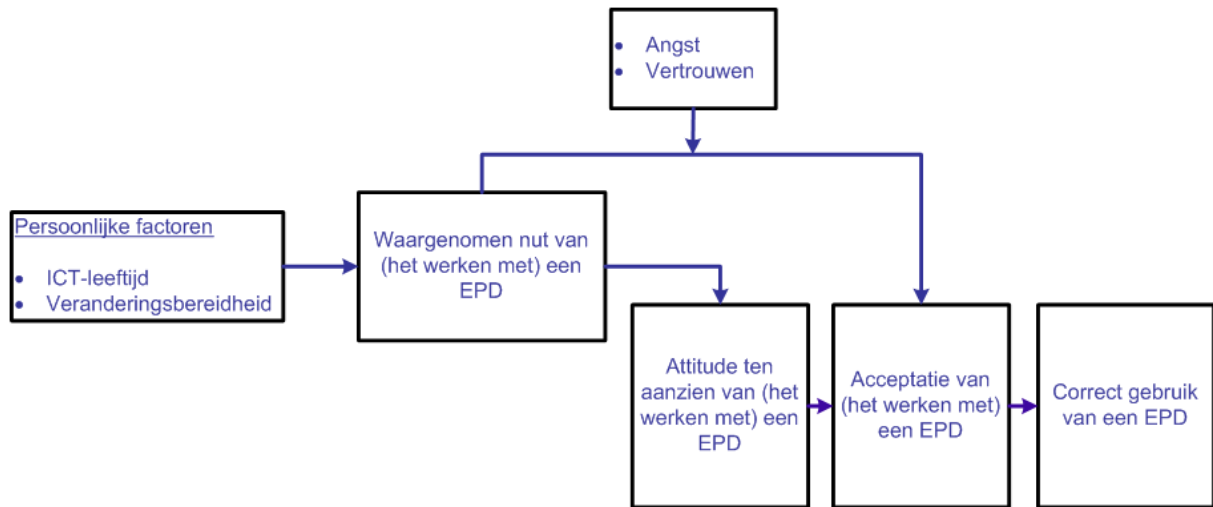 • Angst
• Vertrouwen
Persoonlijke factoren
• ICT-leeftijd
• Veranderingsbereidheid
Waargenomen nut van
(het werken met) een
EPD
Attitude ten
aanzien van (het
werken met) een
EPD
Acceptatie van
(het werken met)
een EPD
Correct gebruik
van een EPD